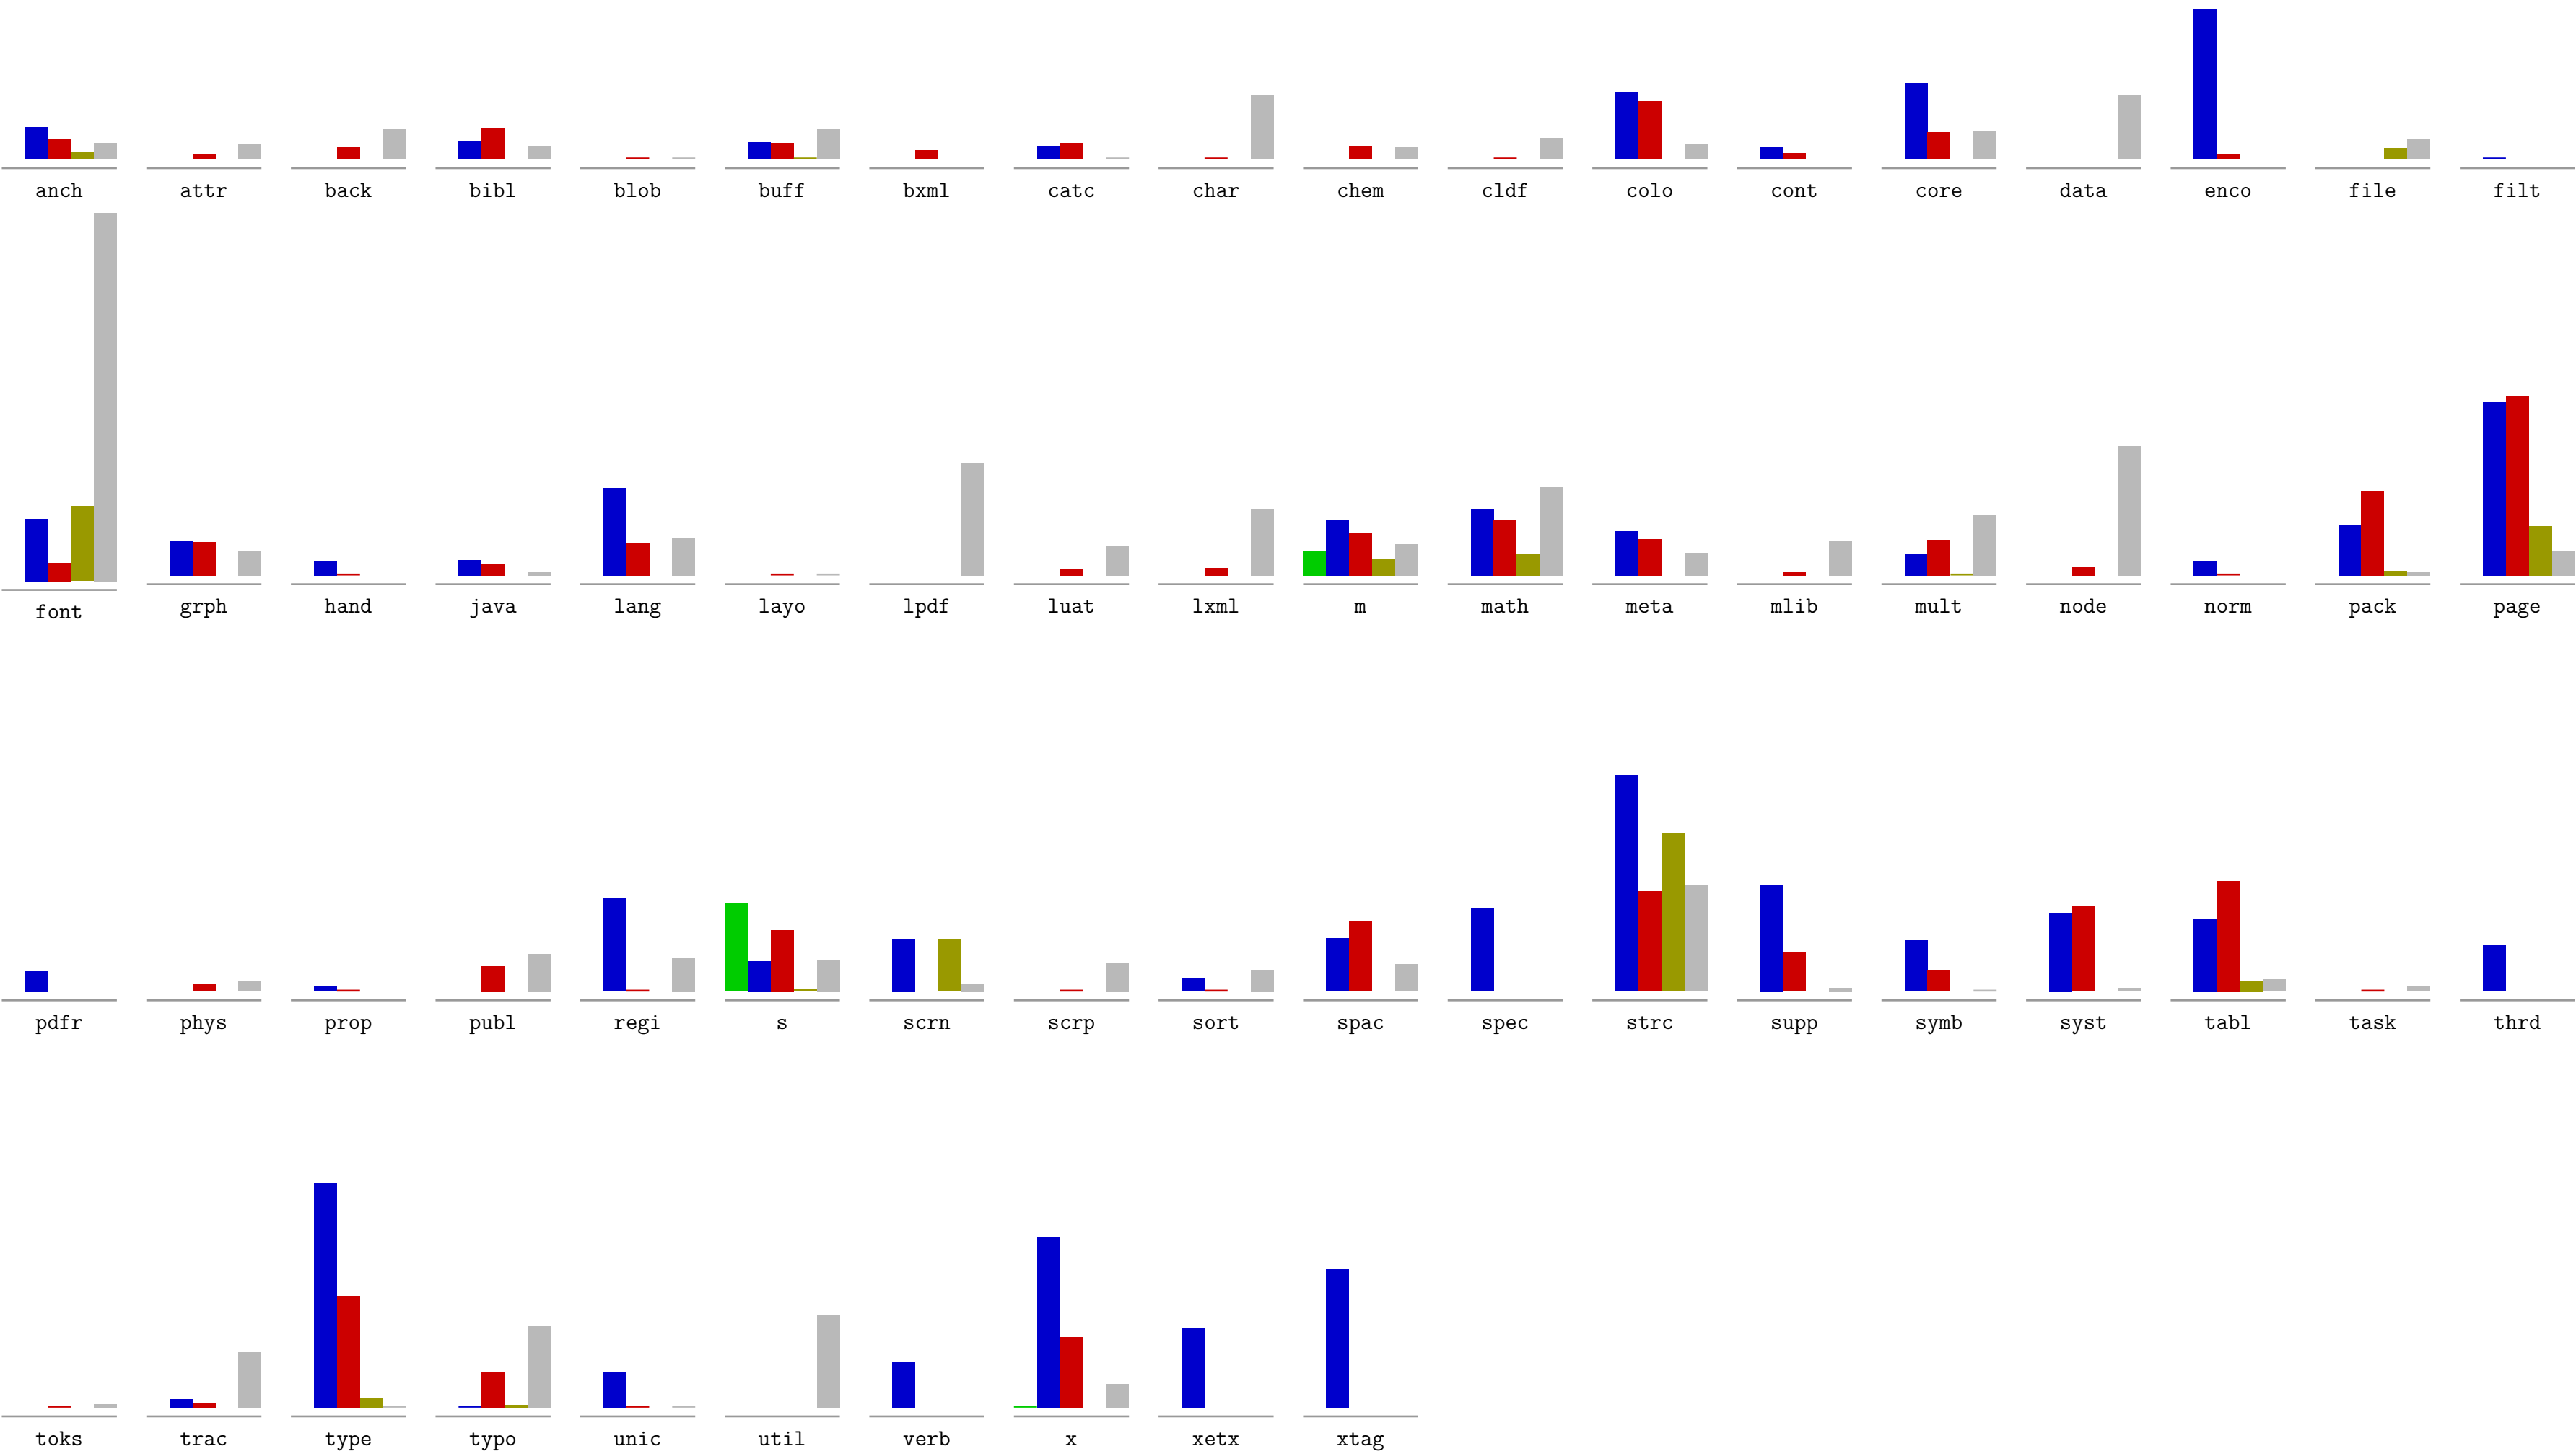 anch attr back bibl blob buff bxml catc char chem cldf colo cont core data enco file filt
font grph hand java lang layo lpdf luat lxml m math meta mlib mult node norm pack page
pdfr phys prop publ regi s scrn scrp sort spac spec strc supp symb syst tabl task thrd
toks trac type typo unic util verb x xetx xtag